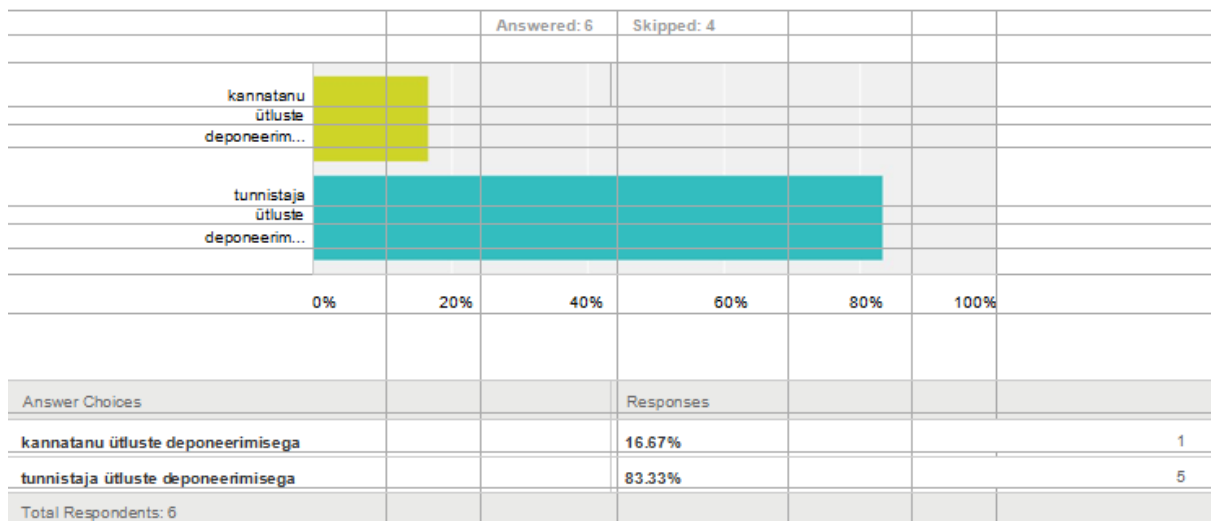 Answered: 6 Skipped: 4
kannatanu
ütluste
deponeerim...
tunnistaja
ütluste
deponeerim...
0% 20% 40% 60% 80% 100%
Answer Choices Responses
kannatanu ütluste deponeerimisega 16.67% 1
tunnistaja ütluste deponeerimisega 83.33% 5
Total Respondents: 6